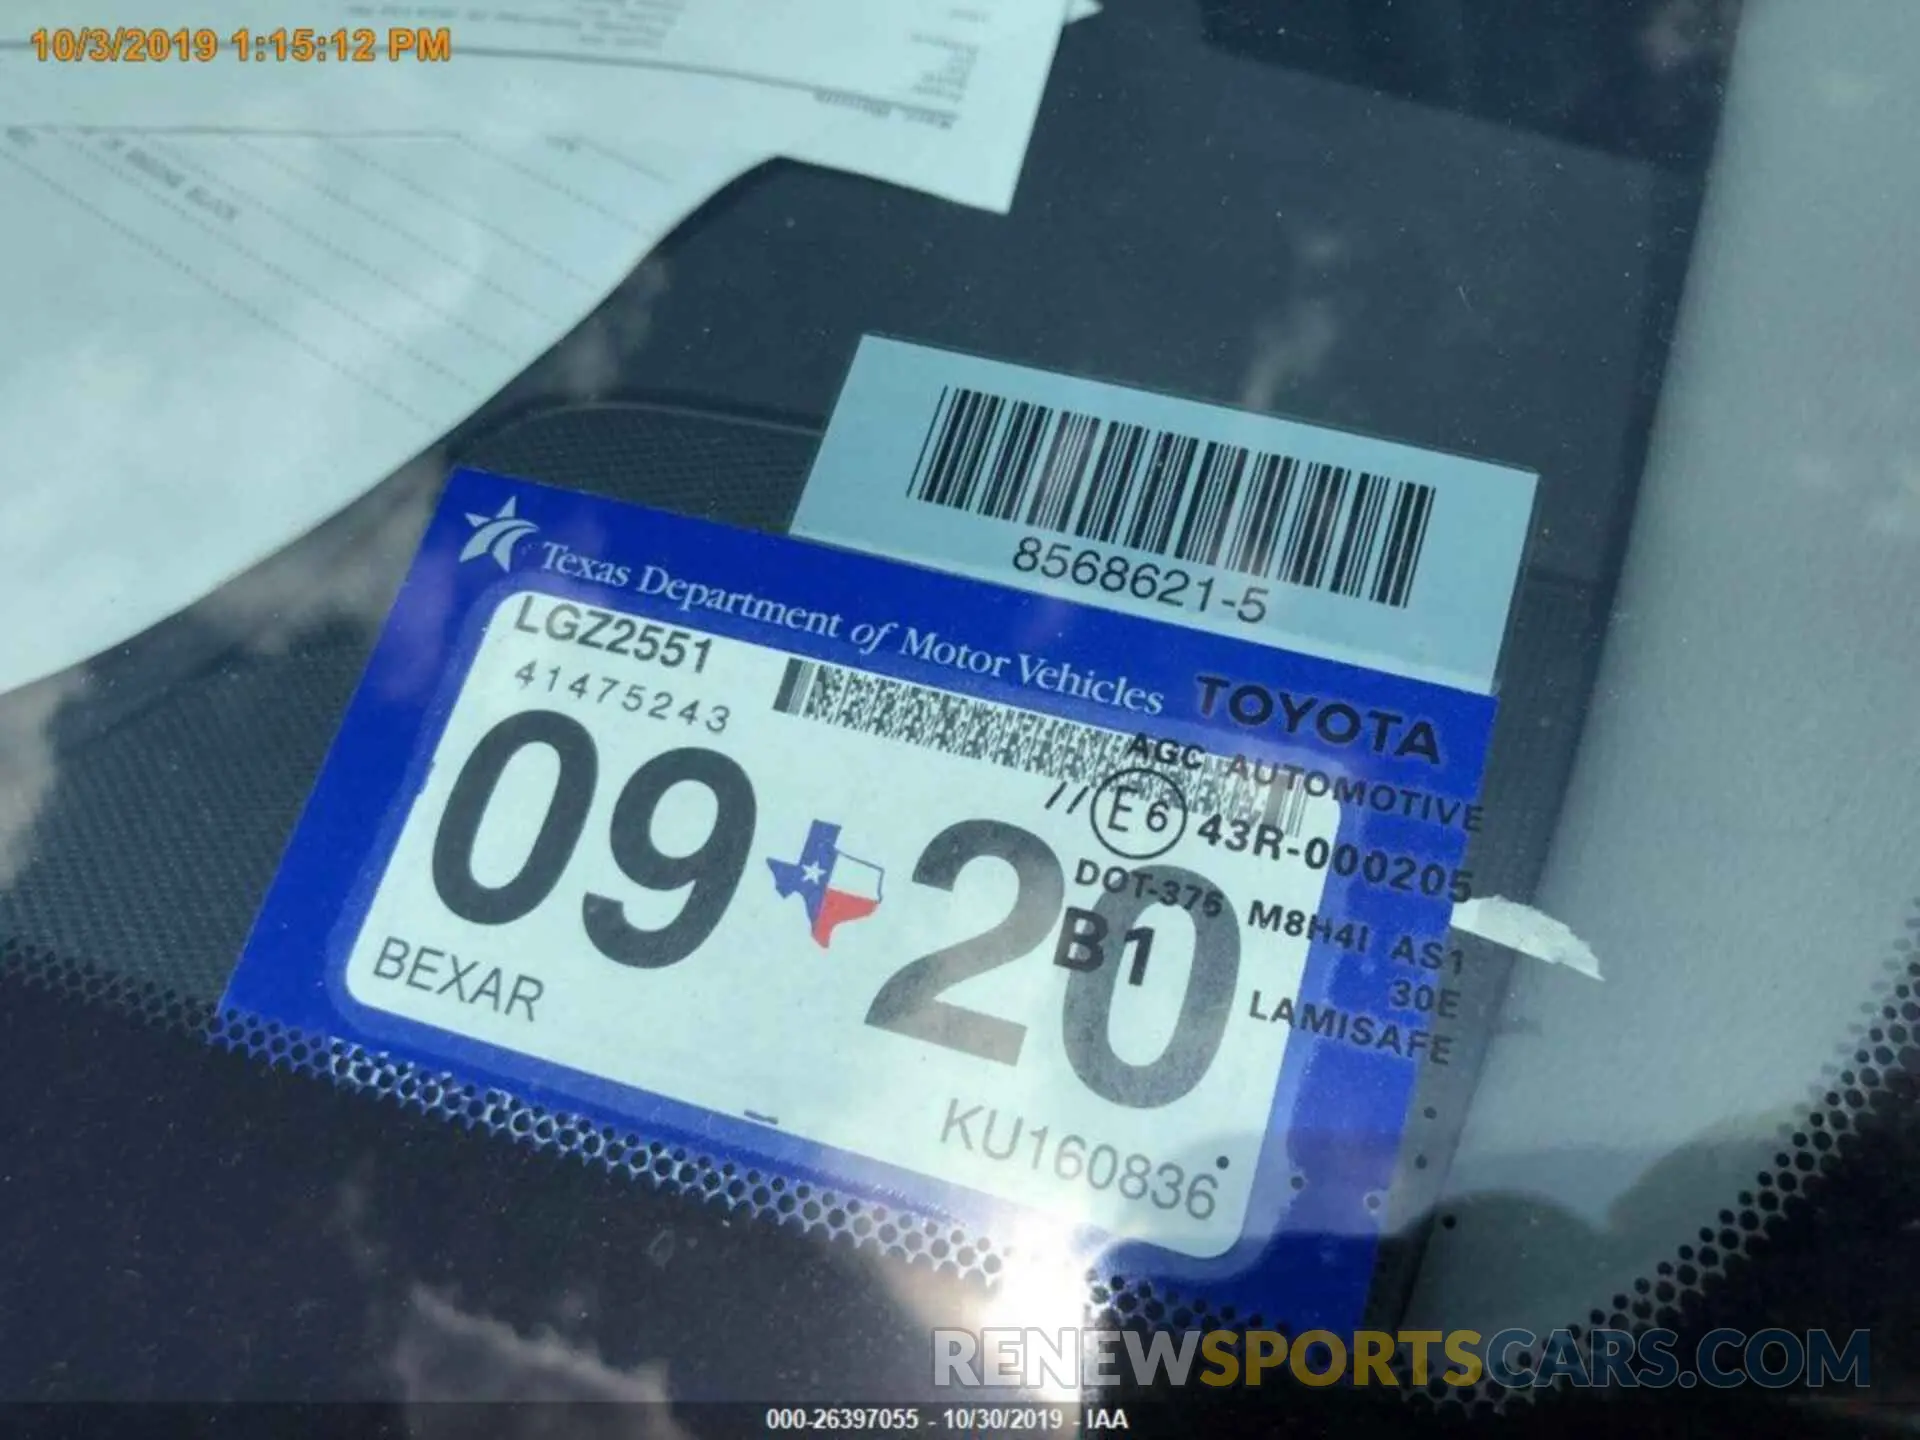 10/3/2019 1:15:12 PM
8568621-5
Texas Department of Motor Vehicles
TOYOTA
LGZ2551
41475243
AGC AUTOMOTIVE
// E6 43R-000205
09 20
DOT-376 M8H4I AS1
B1
30E
LAMISAFE
BEXAR
KU160836
RENEWSPORTSCARS.COM
000-26397055 - 10/30/2019 - IAA